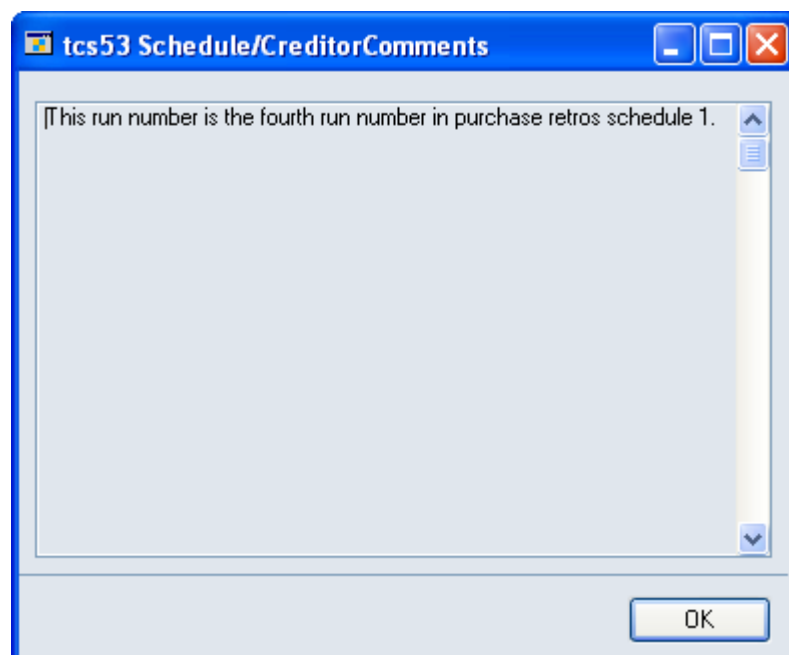 tcs53 Schedule/CreditorComments
This run number is the fourth run number in purchase retros schedule 1.
OK